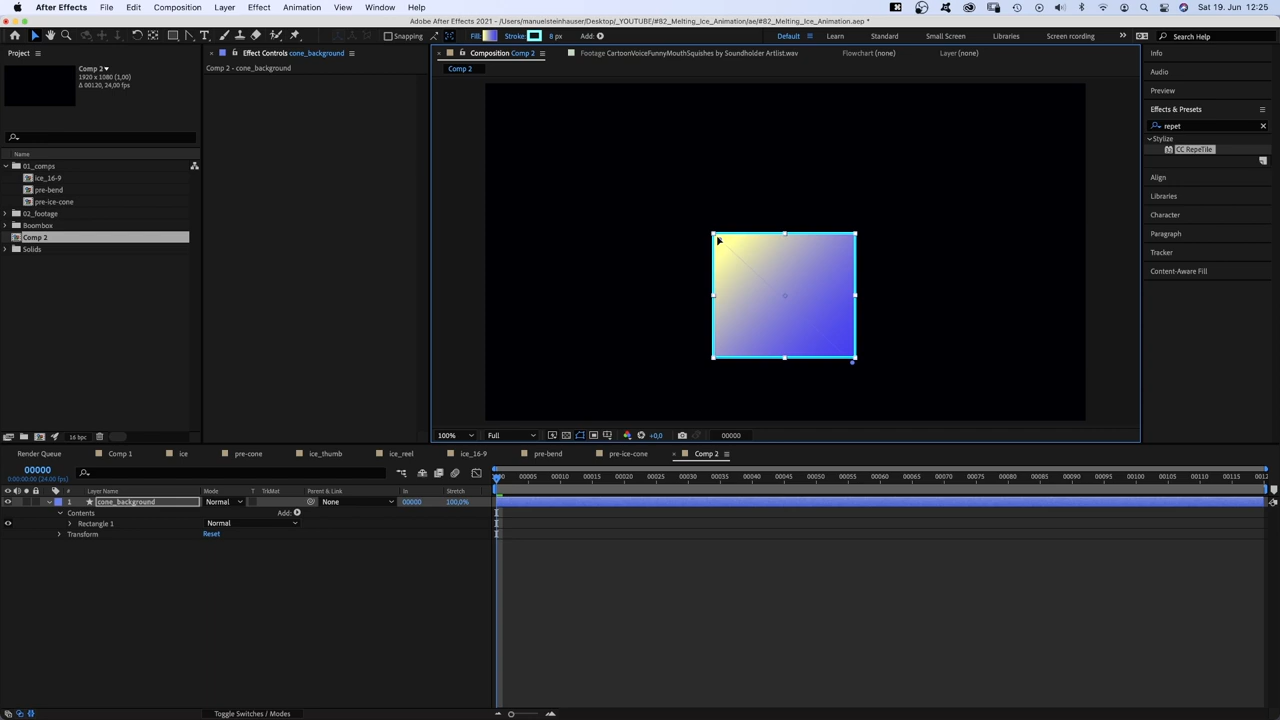 After Effects File Edit Composition Layer Effect Animation View Window Help Sat 19. Jun 12:25
Adobe After Effects 2021 - /Users/manuelsteinhauser/Desktop/_YOUTUBE/#82_Melting_Ice_Animation/ae/#82_Melting_Ice_Animation.aep *
Snapping Fill: Stroke: 8 px Add: Default Learn Standard Small Screen Libraries Screen recording Search Help
Project Effect Controls cone_background Composition Comp 2 Footage CartoonVoiceFunnyMouthSquishes by Soundholder Artlist.wav Flowchart (none) Layer (none) Info
Comp 2 - cone_background Comp 2
Comp 2
1920 x 1080 (1,00)
Δ 00120, 24,00 fps)
Audio
Preview
Effects & Presets
repet
Stylize
CC RepeTile
Name
01_comps
ice_16-9
pre-bend
pre-ice-cone
02_footage
Boombox
Comp 2
Solids
Align
Libraries
Character
Paragraph
Tracker
Content-Aware Fill
16 bpc 100% Full +0,0 00000
Render Queue Comp 1 ice pre-cone ice_thumb ice_reel ice_16-9 pre-bend pre-ice-cone Comp 2
00000
0:00:00:00 (24.00 fps)
00005 00010 00015 00020 00025 00030 00035 00040 00045 00050 00055 00060 00065 00070 00075 00080 00085 00090 00095 00100 00105 00110 00115
# Layer Name Mode T TrkMat Parent & Link In Stretch
1 cone_background Normal None 00000 100,0%
Contents Add:
Rectangle 1 Normal
Transform Reset
Toggle Switches / Modes